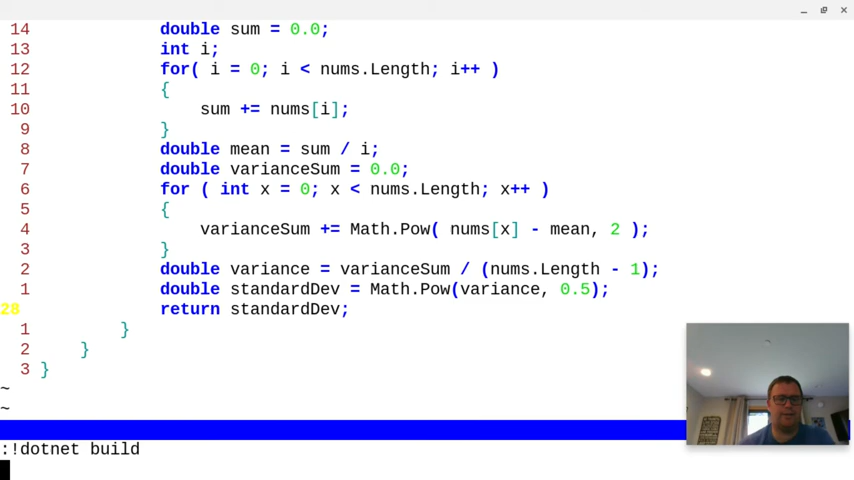 14 double sum = 0.0;
13 int i;
12 for( i = 0; i < nums.Length; i++ )
11 {
10 sum += nums[i];
9 }
8 double mean = sum / i;
7 double varianceSum = 0.0;
6 for ( int x = 0; x < nums.Length; x++ )
5 {
4 varianceSum += Math.Pow( nums[x] - mean, 2 );
3 }
2 double variance = varianceSum / (nums.Length - 1);
1 double standardDev = Math.Pow(variance, 0.5);
28 return standardDev;
1 }
2 }
3 }
~
~
:!dotnet build